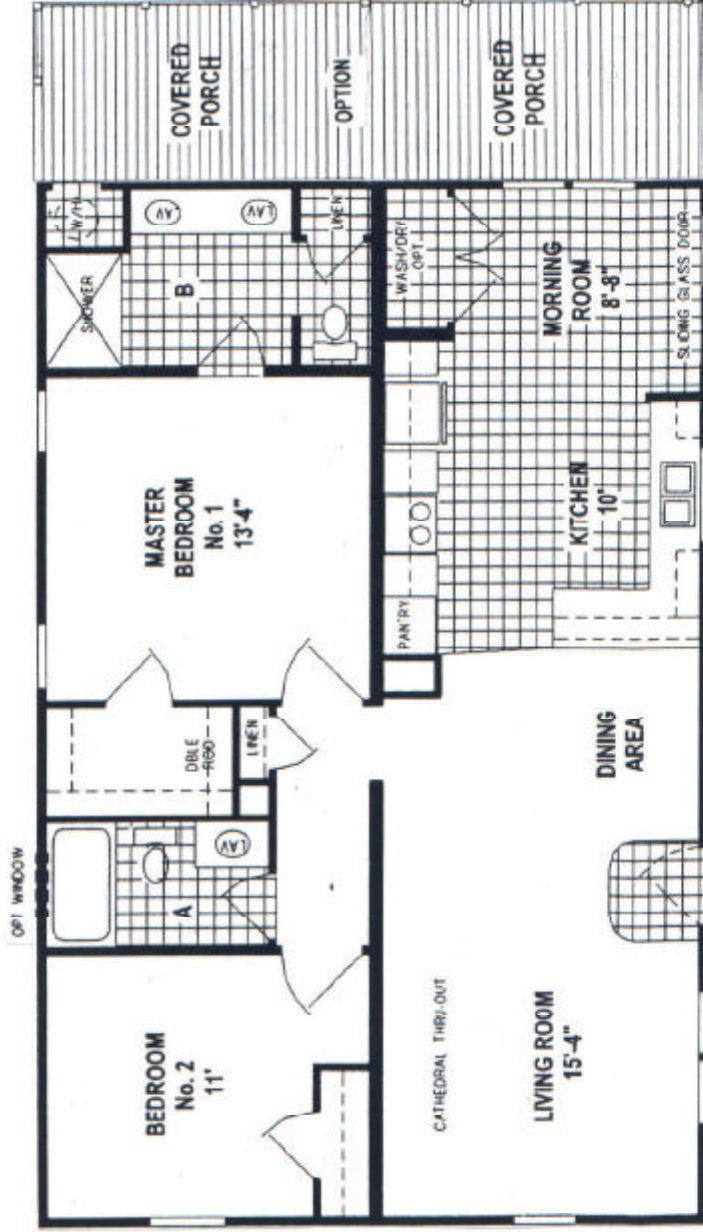 OPT WINDOW
BEDROOM
No. 2
11'
A
LAV
DBLE
ROD
LINEN
MASTER
BEDROOM
No. 1
13'-4"
SHOWER
W/H
B
LAV
LAV
LINEN
COVERED
PORCH
OPTION
COVERED
PORCH
CATHEDRAL THRU-OUT
LIVING ROOM
15'-4"
DINING
AREA
PANTRY
KITCHEN
10'
WASH/DRY
OPT.
MORNING
ROOM
8'-8"
SLIDING GLASS DOOR